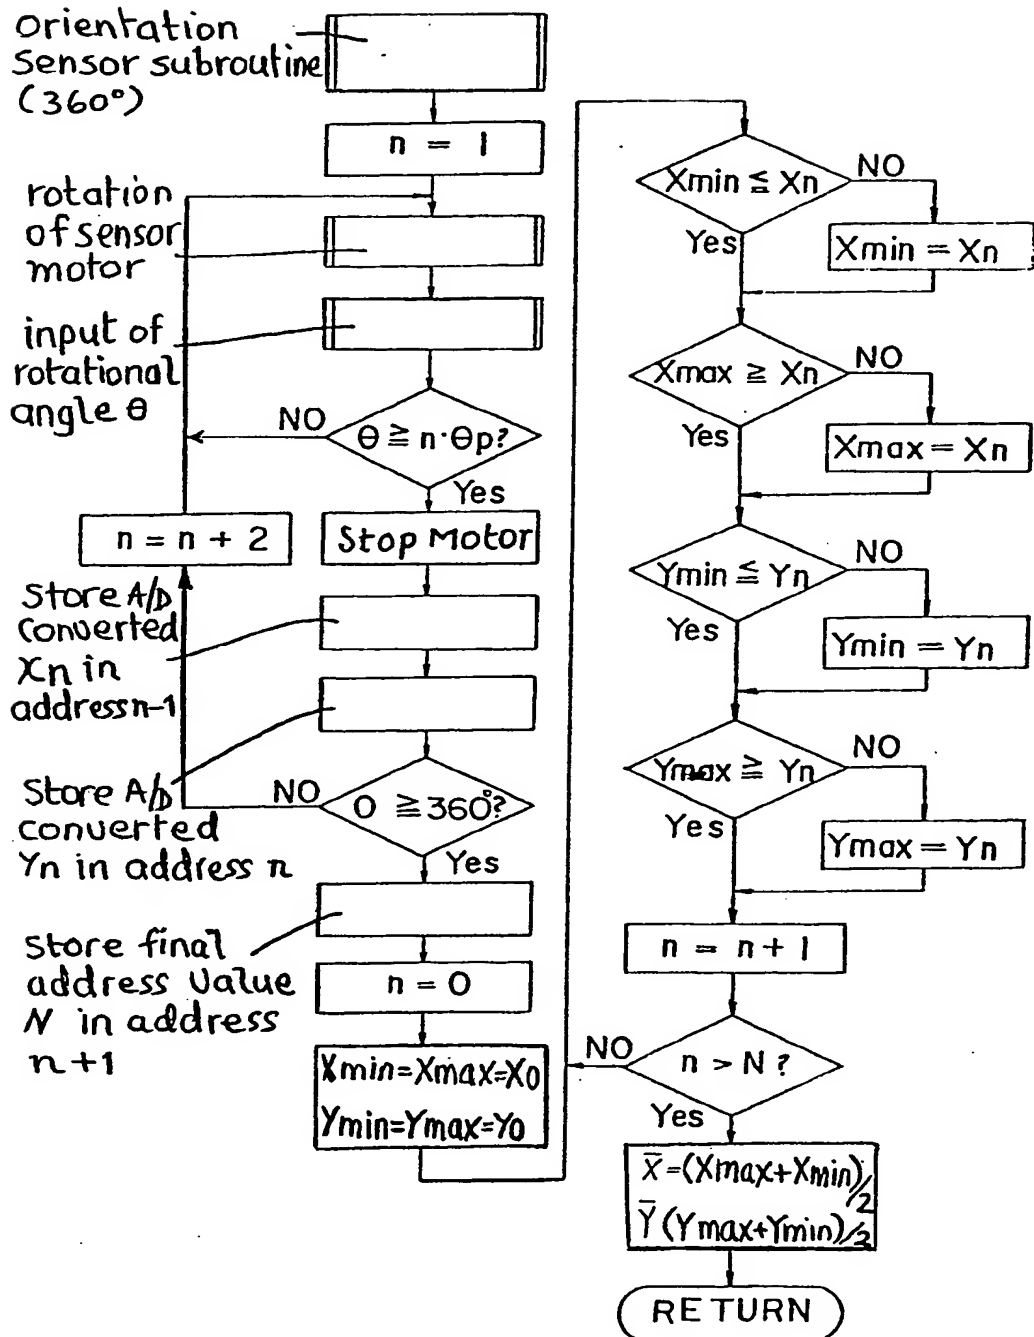 Orientation
Sensor subroutine
(360°)
n = 1
rotation
of sensor
motor
input of
rotational
angle θ
NO
θ ≧ n·θp?
Yes
n = n + 2
Stop Motor
Store A/D
converted
Xn in
address n-1
Store A/D
converted
Yn in address n
NO
O ≧ 360°?
Yes
Store final
address value
N in address
n+1
n = 0
Xmin=Xmax=X0
Ymin=Ymax=Y0
Xmin ≦ Xn
NO
Yes
Xmin = Xn
Xmax ≧ Xn
NO
Yes
Xmax = Xn
Ymin ≦ Yn
NO
Yes
Ymin = Yn
Ymax ≧ Yn
NO
Yes
Ymax = Yn
n = n + 1
NO
n > N ?
Yes
X̄=(Xmax+Xmin)/2
Ȳ(Ymax+Ymin)/2
RETURN